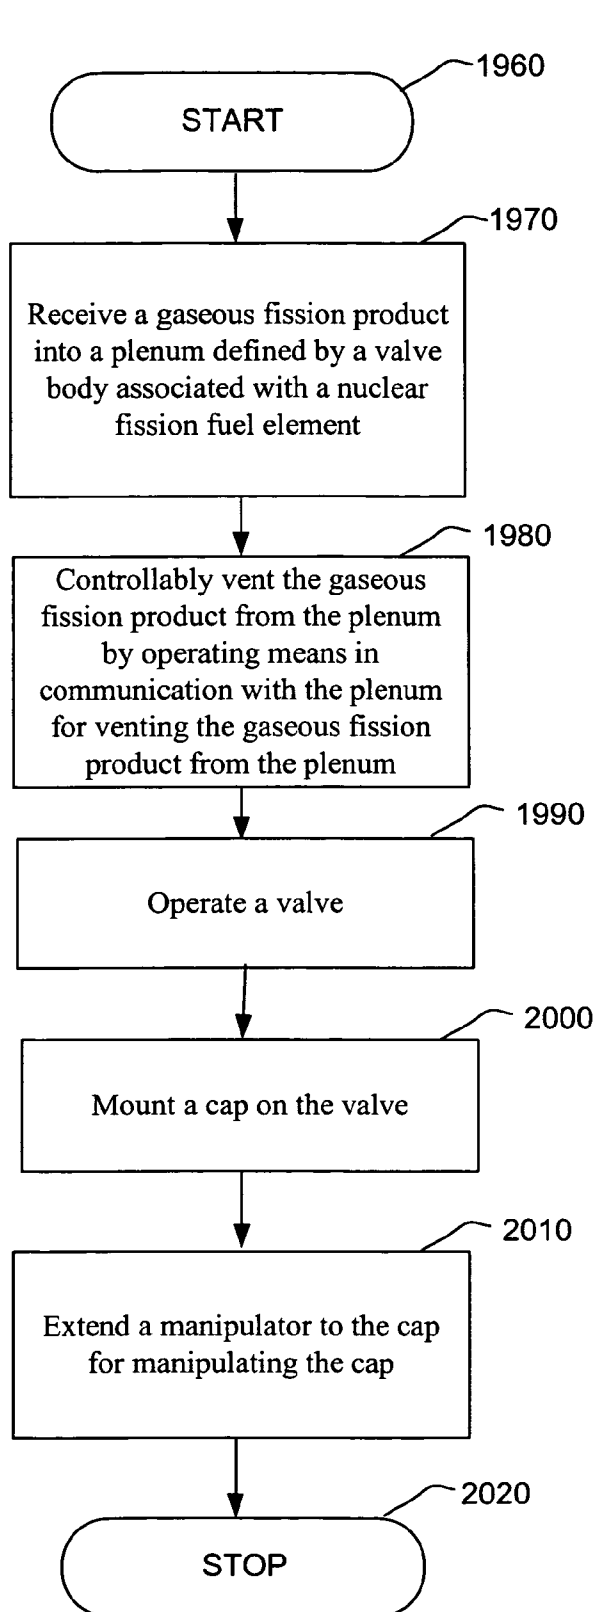 1960
START
1970
Receive a gaseous fission product
into a plenum defined by a valve
body associated with a nuclear
fission fuel element
1980
Controllably vent the gaseous
fission product from the plenum
by operating means in
communication with the plenum
for venting the gaseous fission
product from the plenum
1990
Operate a valve
2000
Mount a cap on the valve
2010
Extend a manipulator to the cap
for manipulating the cap
2020
STOP